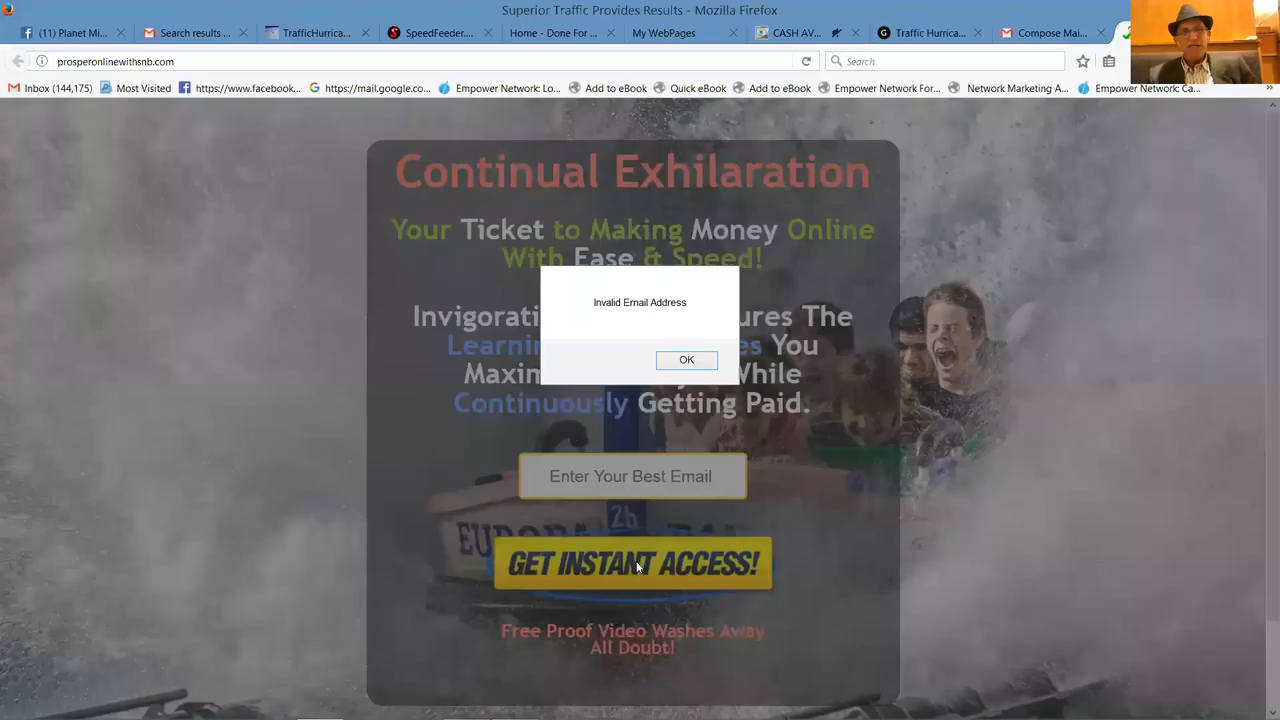 Superior Traffic Provides Results - Mozilla Firefox
(11) Planet Mi...
Search results ...
TrafficHurrica...
SpeedFeeder....
Home - Done For ...
My WebPages
CASH AV...
Traffic Hurrica...
Compose Mai...
prosperonlinewithsnb.com
Search
Inbox (144,175)
Most Visited
https://www.facebook...
https://mail.google.co...
Empower Network: Lo...
Add to eBook
Quick eBook
Add to eBook
Empower Network For...
Network Marketing A...
Empower Network: Ca...
Continual Exhilaration
Your Ticket to Making Money Online
With Ease & Speed!
Invalid Email Address
OK
Invigorati
ures The
Learnin
es You
Maxim
While
Continuously Getting Paid.
Enter Your Best Email
26
EUROPA
GET INSTANT ACCESS!
Free Proof Video Washes Away
All Doubt!